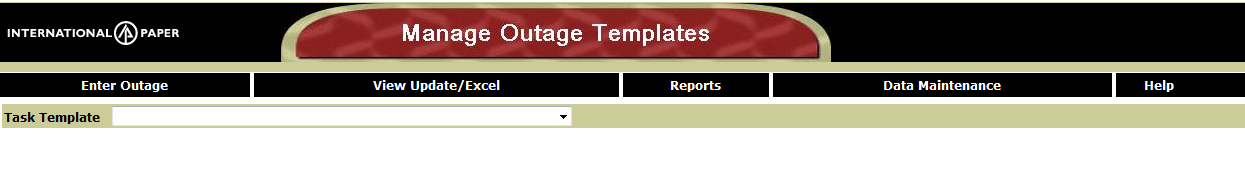 INTERNATIONAL PAPER
Manage Outage Templates
Enter Outage View Update/Excel Reports Data Maintenance Help
Task Template